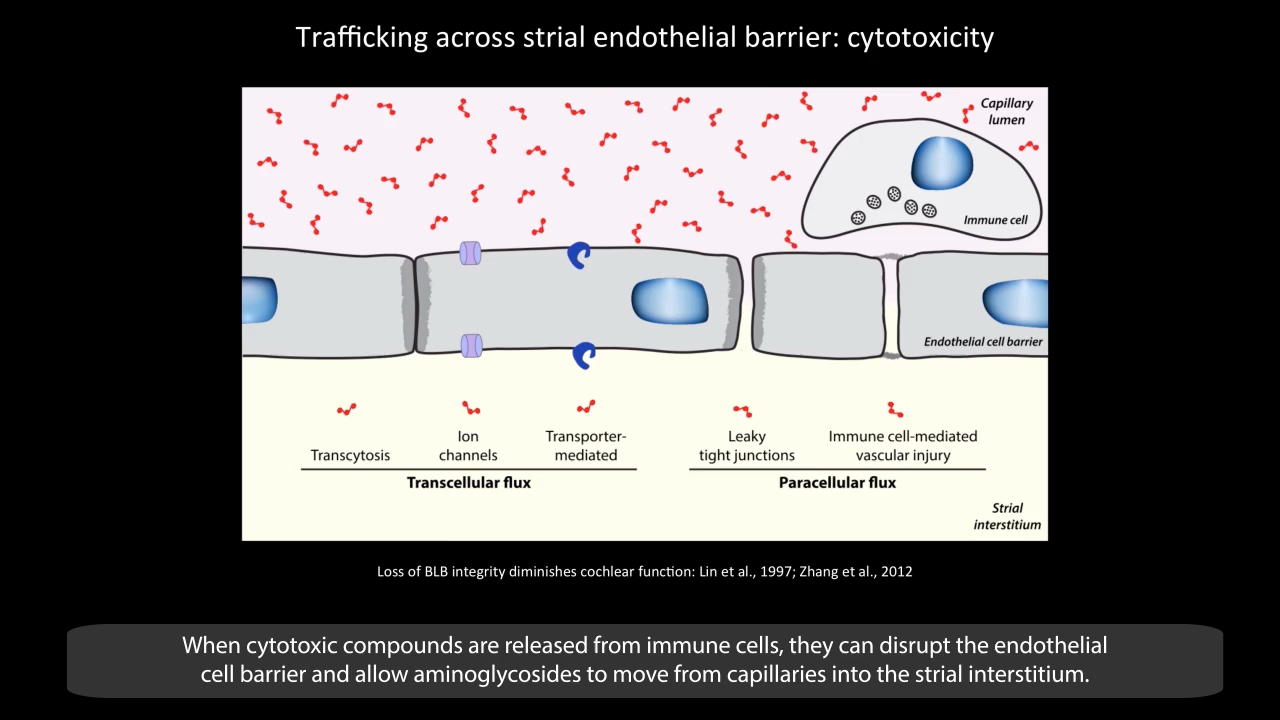 Trafficking across strial endothelial barrier: cytotoxicity
Capillary
lumen
Immune cell
Endothelial cell barrier
Transcytosis
Ion
channels
Transporter-
mediated
Leaky
tight junctions
Immune cell-mediated
vascular injury
Transcellular flux
Paracellular flux
Strial
interstitium
Loss of BLB integrity diminishes cochlear function: Lin et al., 1997; Zhang et al., 2012
When cytotoxic compounds are released from immune cells, they can disrupt the endothelial
cell barrier and allow aminoglycosides to move from capillaries into the strial interstitium.